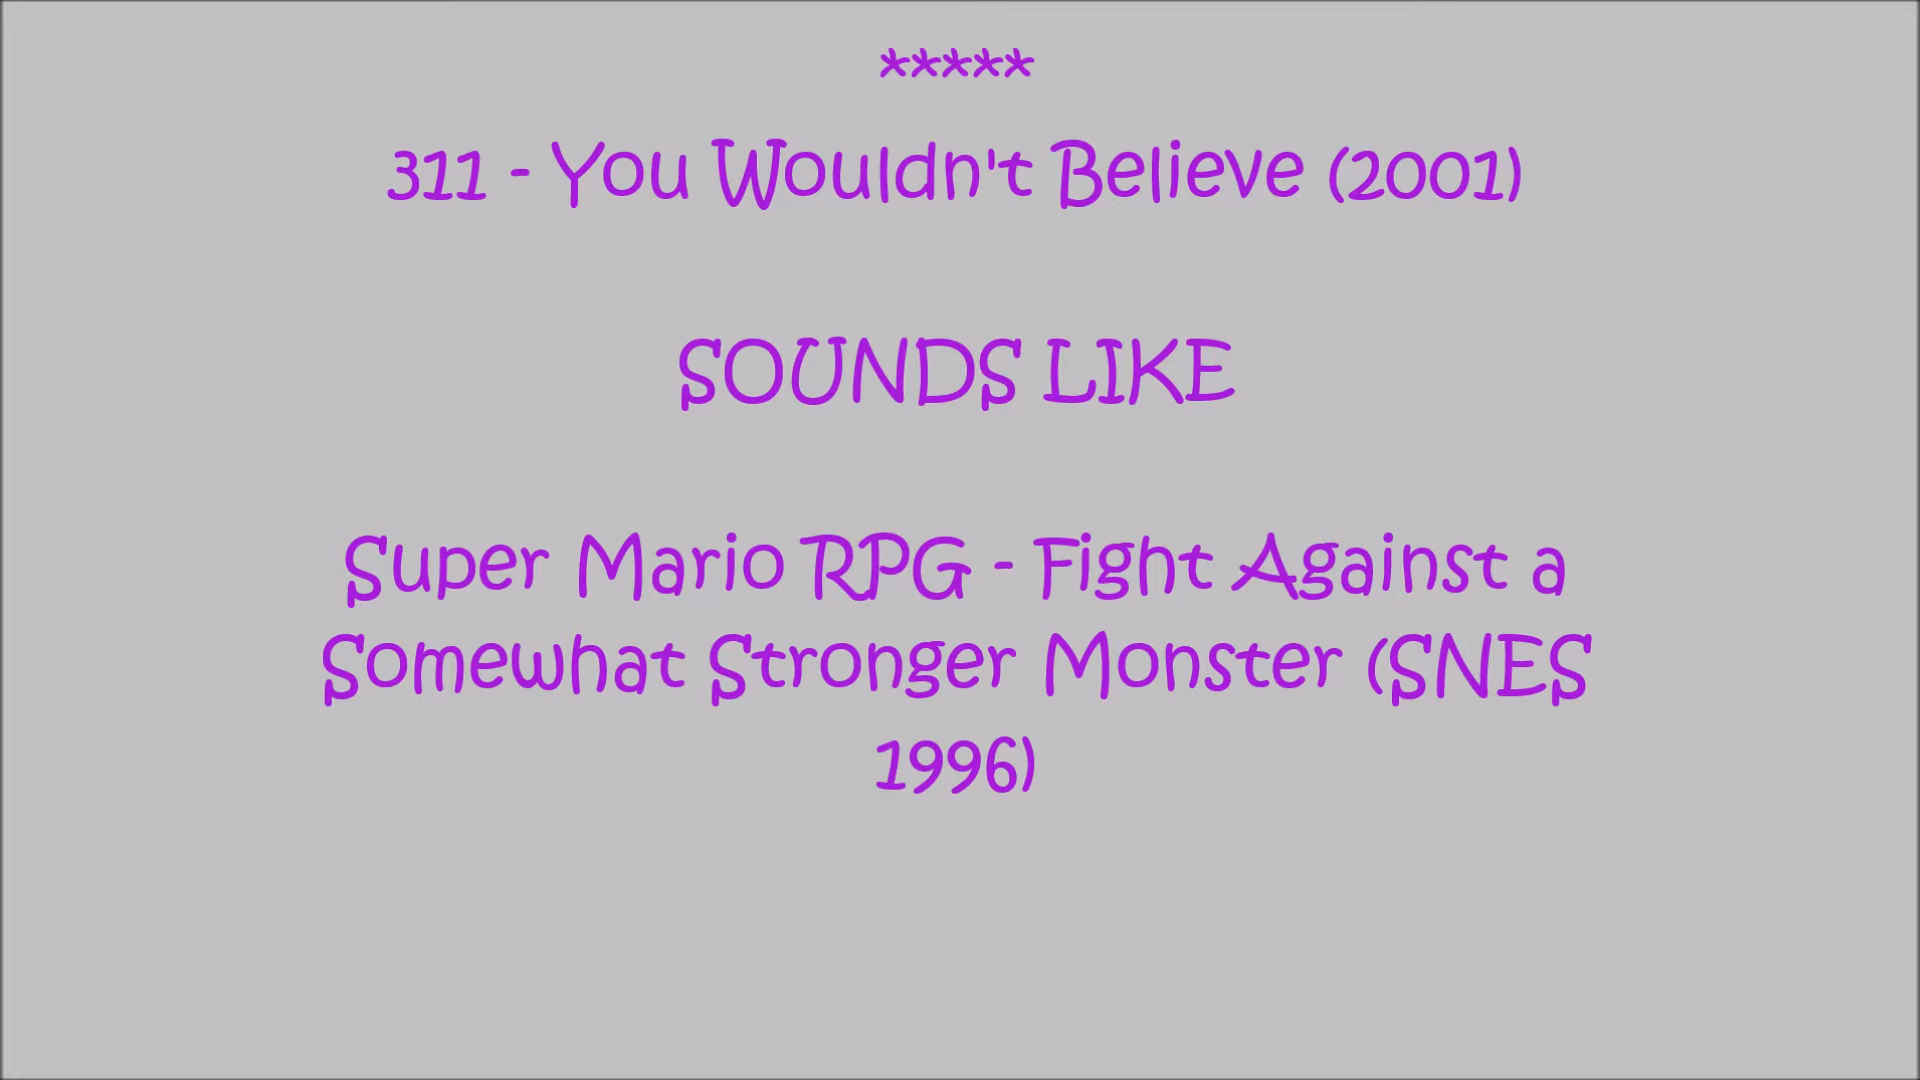 *****
311 - You Wouldn't Believe (2001)
SOUNDS LIKE
Super Mario RPG - Fight Against a
Somewhat Stronger Monster (SNES
1996)